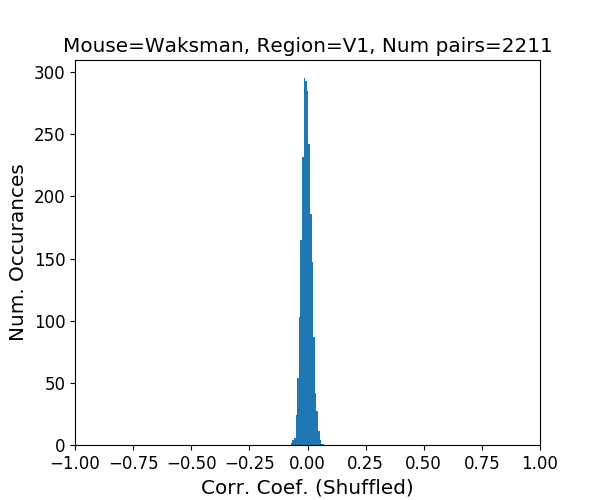 Mouse=Waksman, Region=V1, Num pairs=2211
300
250
200
150
100
50
0
Num. Occurances
−1.00 −0.75 −0.50 −0.25 0.00 0.25 0.50 0.75 1.00
Corr. Coef. (Shuffled)